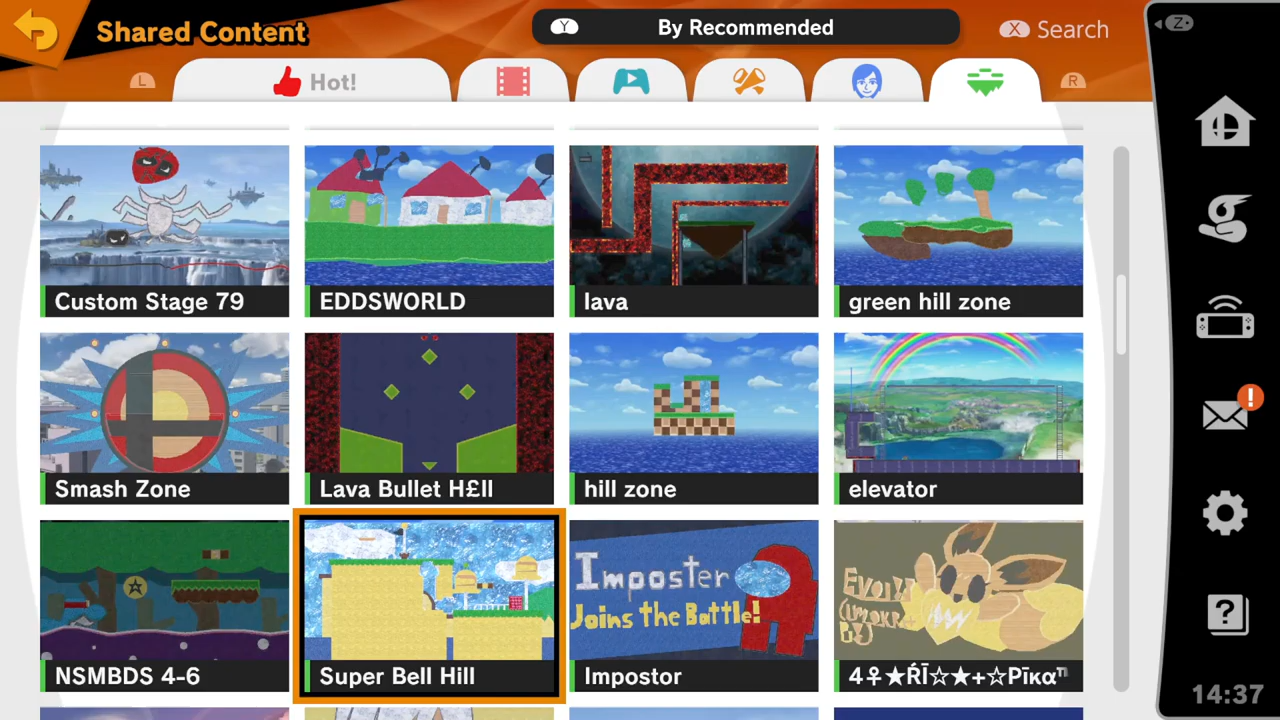 Shared Content
Y By Recommended
X Search
Z
L
Hot!
R
Custom Stage 79
EDDSWORLD
lava
green hill zone
Smash Zone
Lava Bullet H£ll
hill zone
elevator
Imposter
Joins the Battle!
NSMBDS 4-6
Super Bell Hill
Impostor
14:37